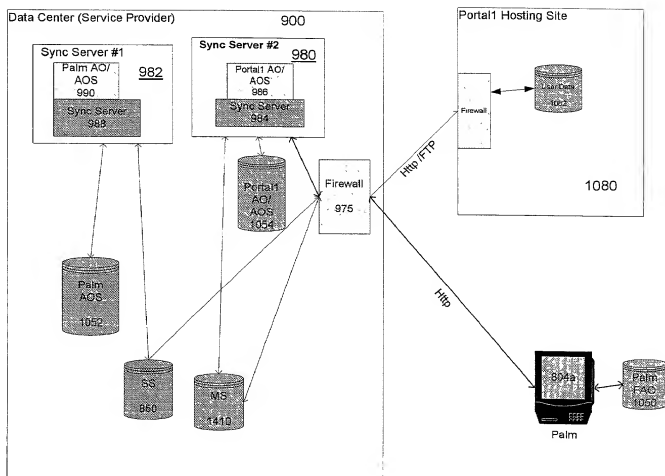 Data Center (Service Provider)
900
Sync Server #1
Palm AO/
AOS
990
982
Sync Server
988
Sync Server #2
980
Portal1 AO/
AOS
986
Sync Server
984
Portal1
AO/
AOS
1054
Firewall
975
Palm
AOS
1052
SS
850
MS
1410
Http /FTP
Http
Portal1 Hosting Site
Firewall
User Data
1080
804a
Palm
Palm
FAO
1050